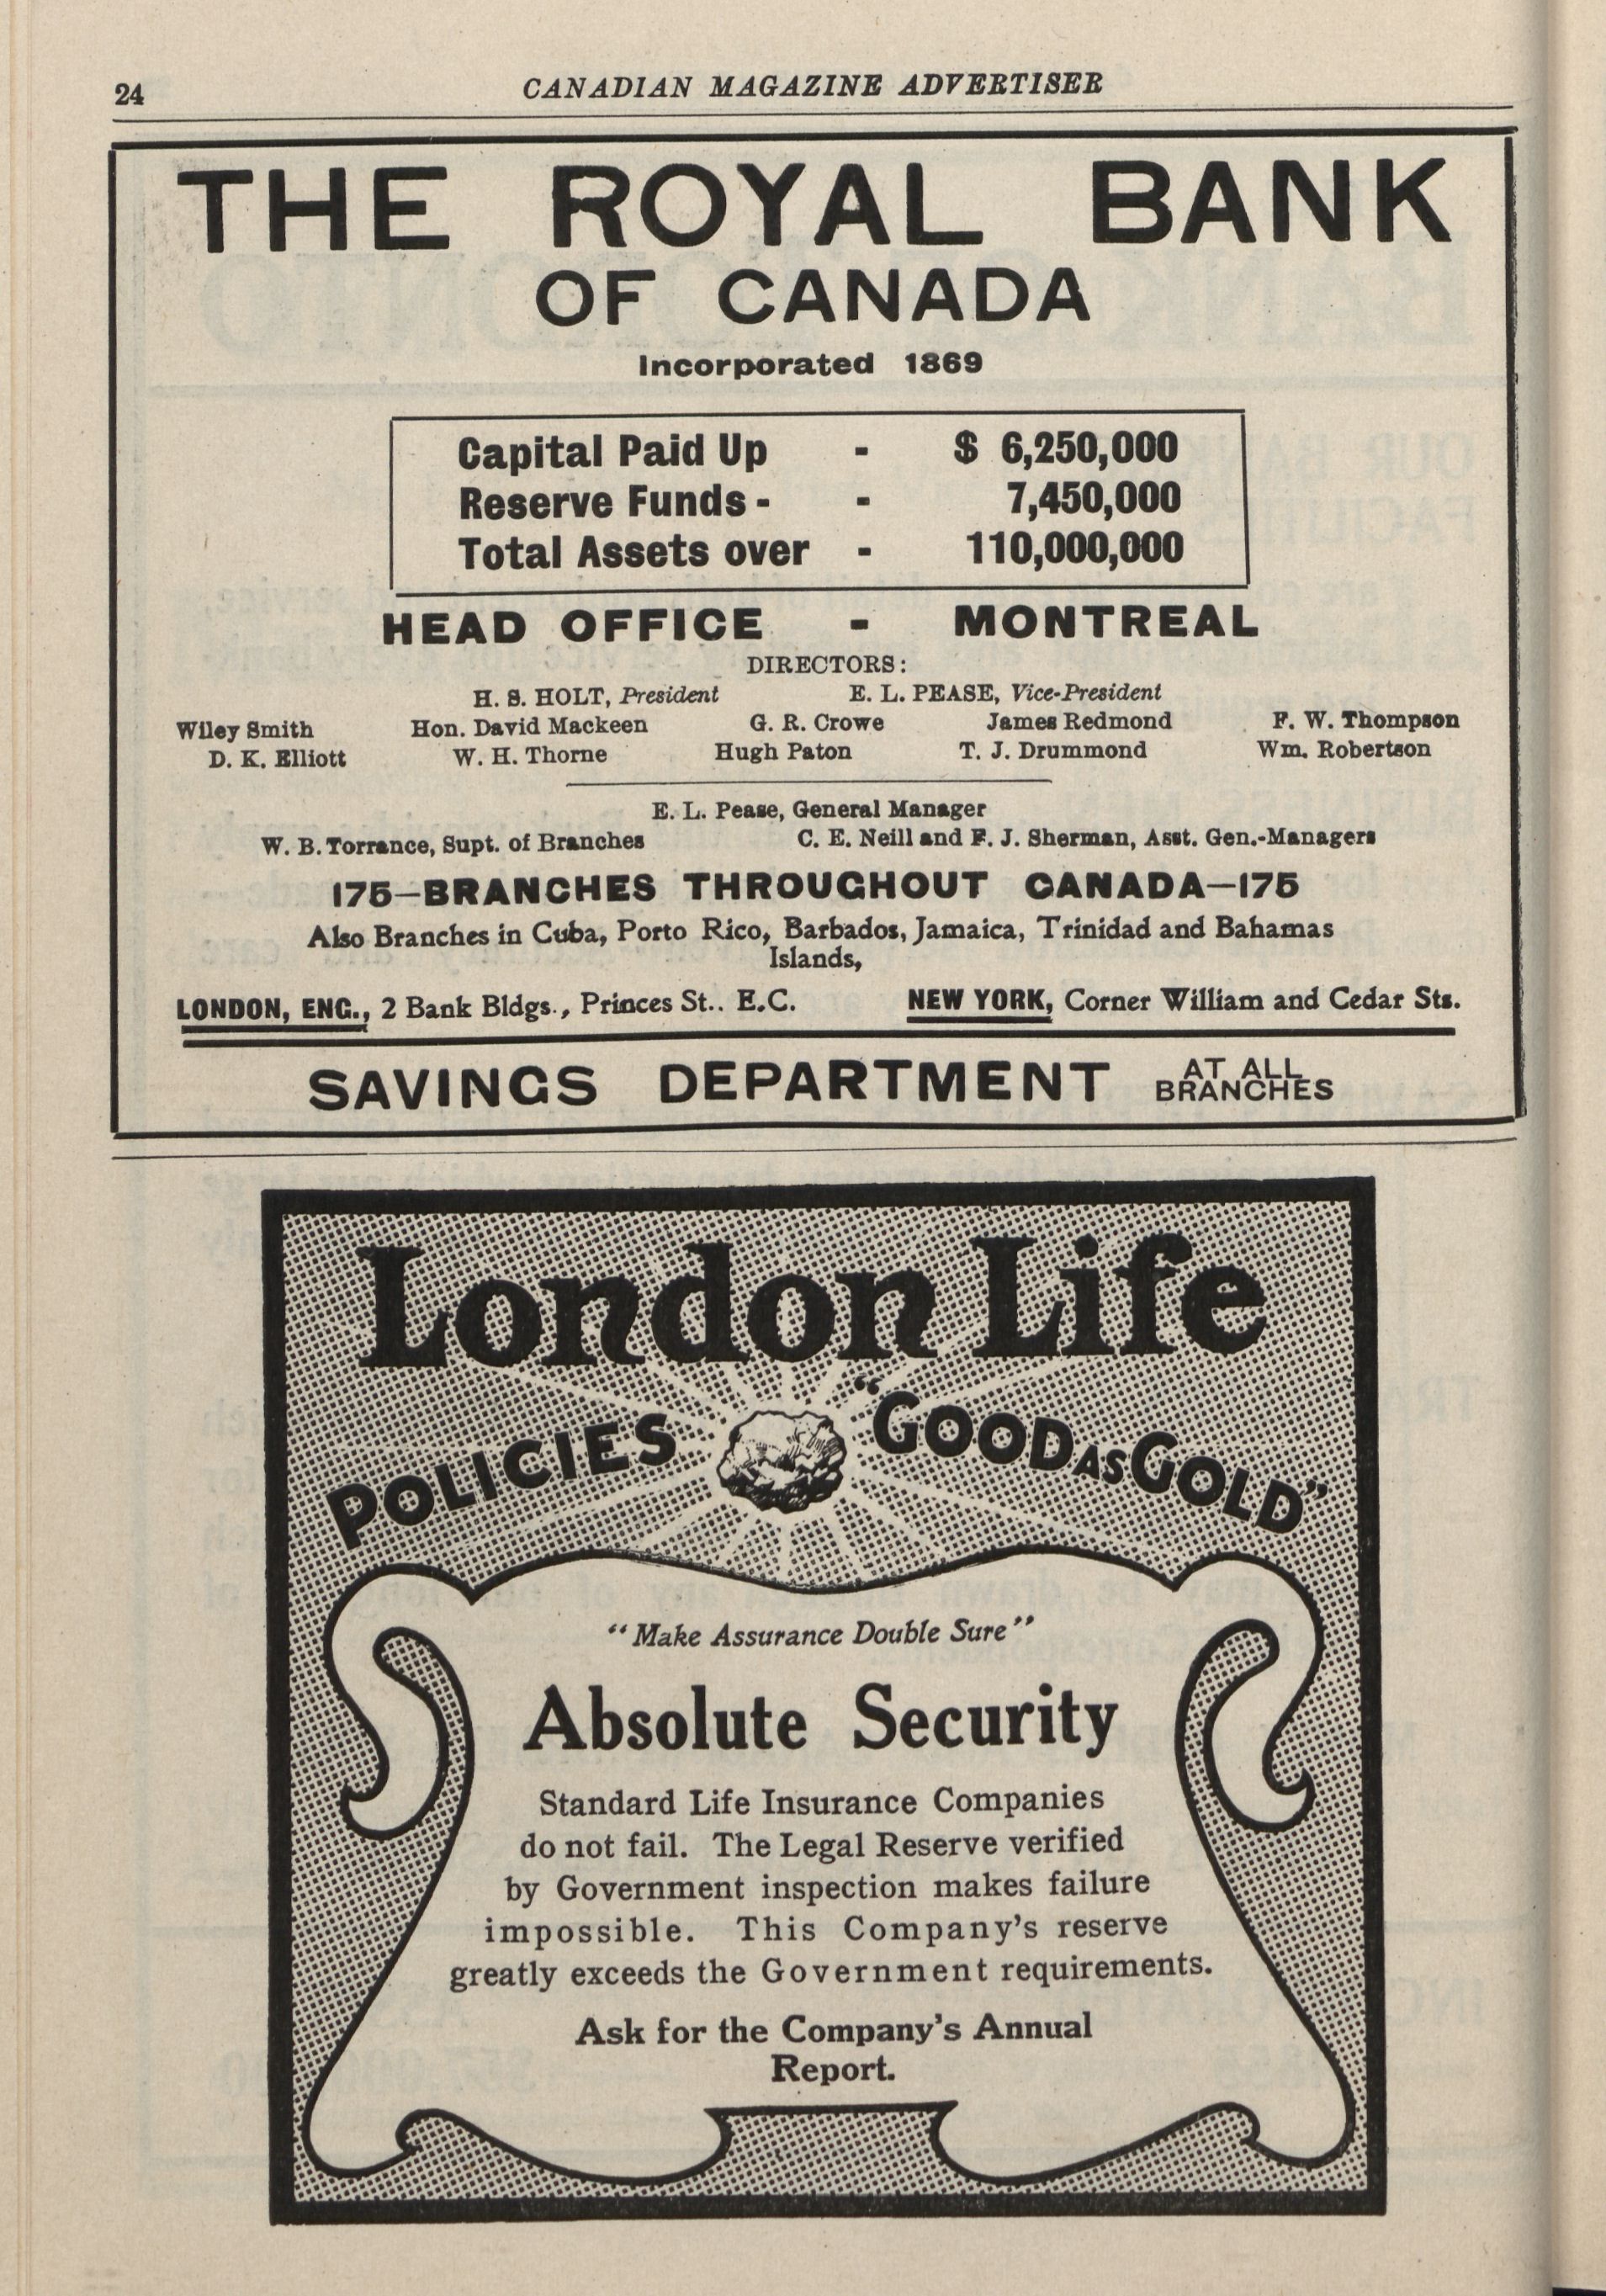 24
CANADIAN MAGAZINE ADVERTISER
THE ROYAL BANK
OF CANADA
Incorporated 1869
Capital Paid Up - $ 6,250,000
Reserve Funds - - 7,450,000
Total Assets over - 110,000,000
HEAD OFFICE - MONTREAL
DIRECTORS:
H. S. HOLT, President E. L. PEASE, Vice-President
Wiley Smith Hon. David Mackeen G. R. Crowe James Redmond F. W. Thompson
D. K. Elliott W. H. Thorne Hugh Paton T. J. Drummond Wm. Robertson
E. L. Pease, General Manager
W. B. Torrance, Supt. of Branches C. E. Neill and F. J. Sherman, Asst. Gen.-Managers
175—BRANCHES THROUGHOUT CANADA—175
Also Branches in Cuba, Porto Rico, Barbados, Jamaica, Trinidad and Bahamas
Islands,
LONDON, ENG., 2 Bank Bldgs., Princes St.. E.C. NEW YORK, Corner William and Cedar Sts.
SAVINGS DEPARTMENT AT ALL
BRANCHES
London Life
POLICIES "GOOD AS GOLD"
"Make Assurance Double Sure"
Absolute Security
Standard Life Insurance Companies
do not fail. The Legal Reserve verified
by Government inspection makes failure
impossible. This Company's reserve
greatly exceeds the Government requirements.
Ask for the Company's Annual
Report.